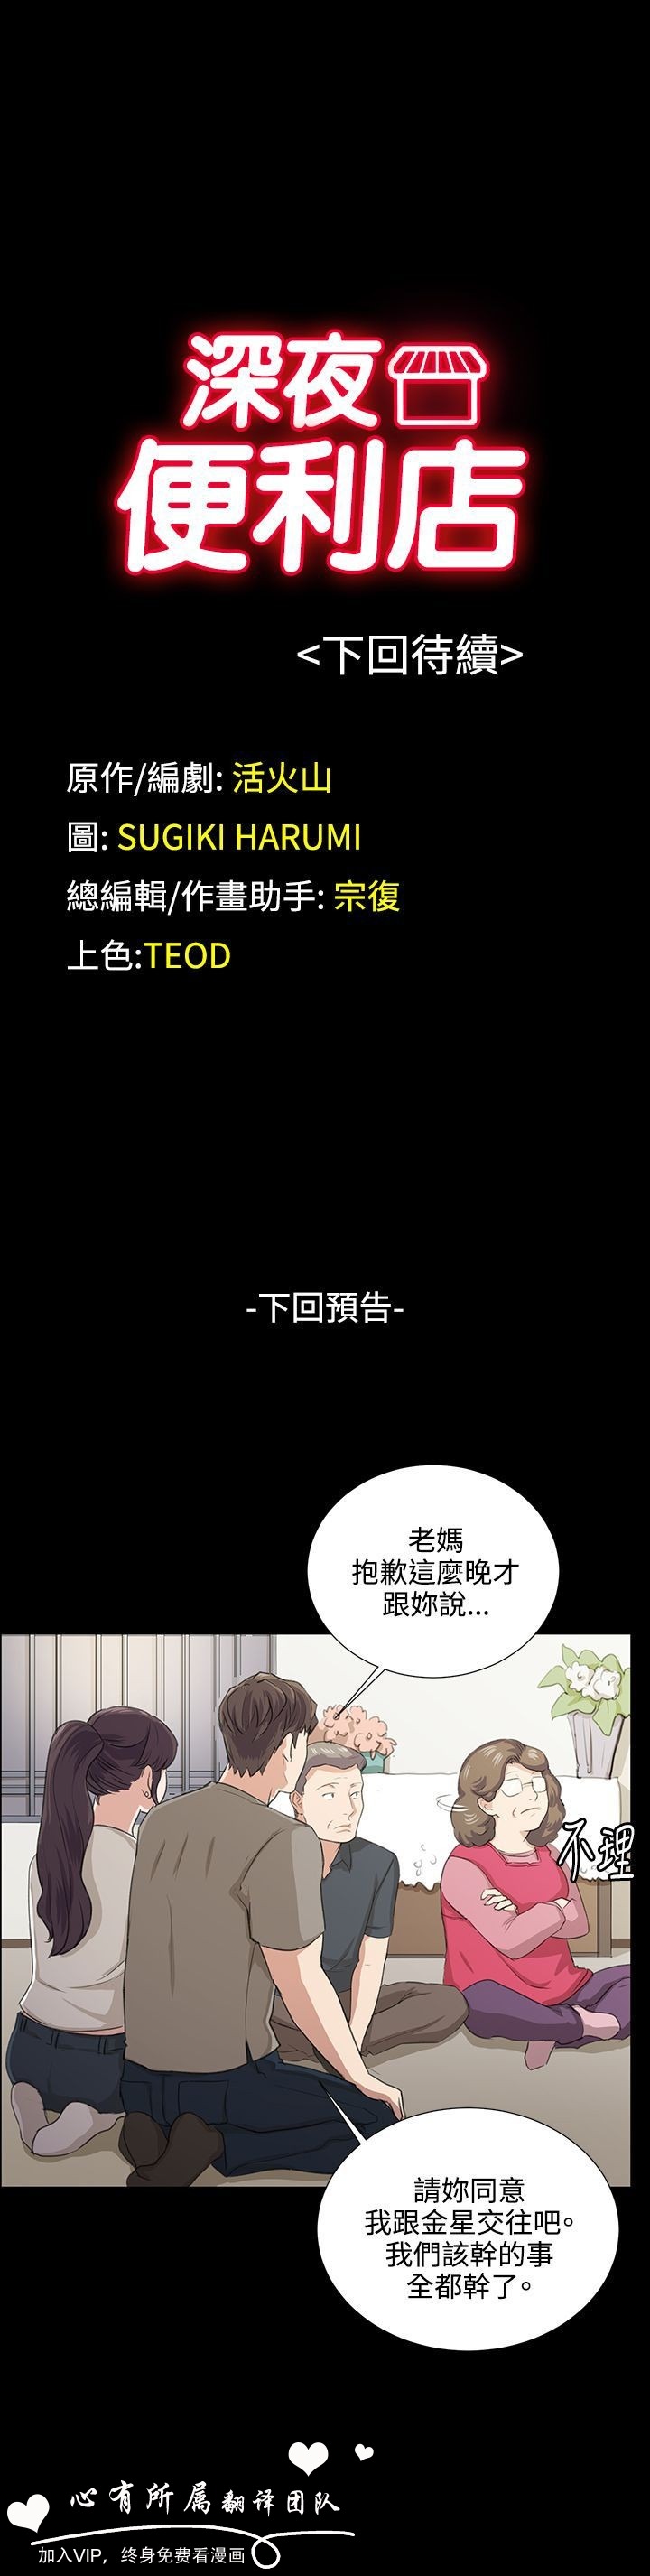 深夜
便利店
<下回待續>
原作/編劇: 活火山
圖: SUGIKI HARUMI
總編輯/作畫助手: 宗復
上色:TEOD
-下回預告-
老媽
抱歉這麼晚才
跟妳說...
不理
請妳同意
我跟金星交往吧。
我們該幹的事
全都幹了。
心有所属翻译团队
加入VIP，终身免费看漫画